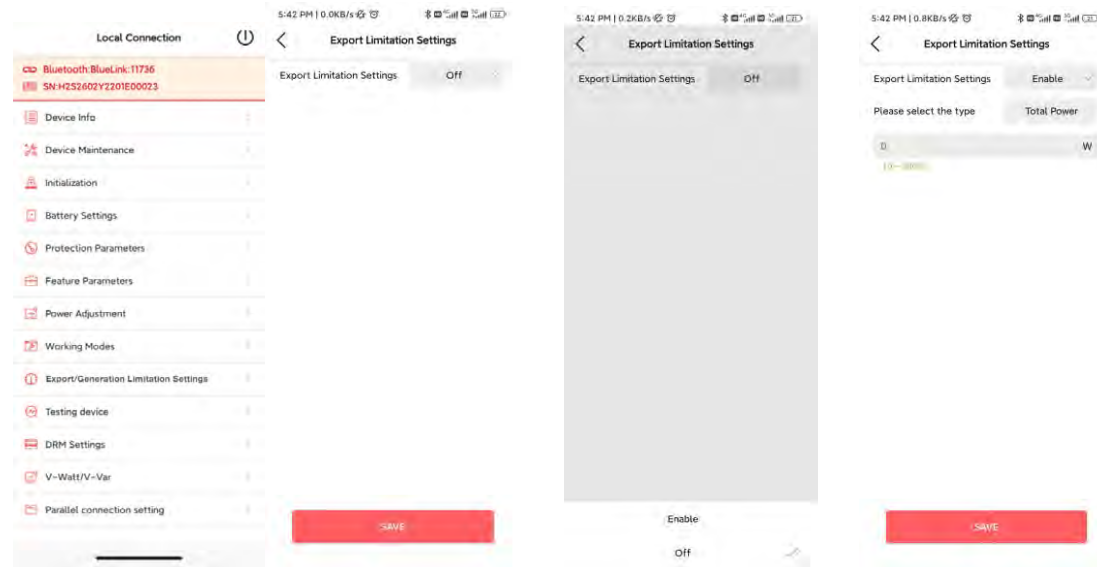 Local Connection
Bluetooth:BlueLink:11736
SN:H2S2602Y2201E00023
Device Info
Device Maintenance
Initialization
Battery Settings
Protection Parameters
Feature Parameters
Power Adjustment
Working Modes
Export/Generation Limitation Settings
Testing device
DRM Settings
V-Watt/V-Var
Parallel connection setting
5:42 PM | 0.0KB/s
Export Limitation Settings
Export Limitation Settings Off
SAVE
5:42 PM | 0.2KB/s
Export Limitation Settings
Export Limitation Settings Off
Enable
Off
5:42 PM | 0.8KB/s
Export Limitation Settings
Export Limitation Settings Enable
Please select the type Total Power
W
SAVE